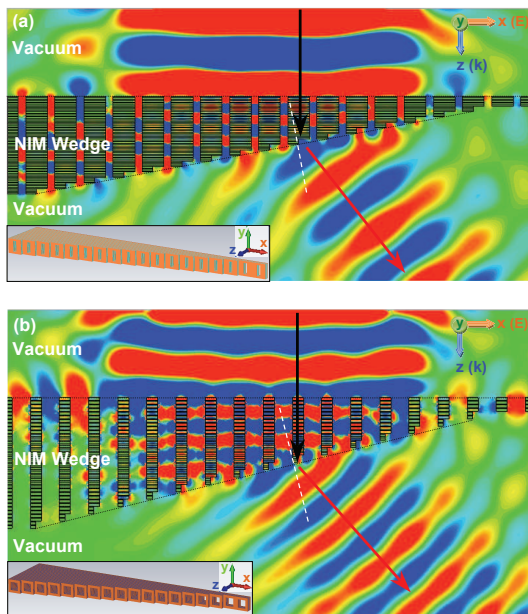 (a)
y x (E)
Vacuum
z (k)
NIM Wedge
Vacuum
y
z x
(b)
y x (E)
Vacuum
z (k)
NIM Wedge
Vacuum
y
z x